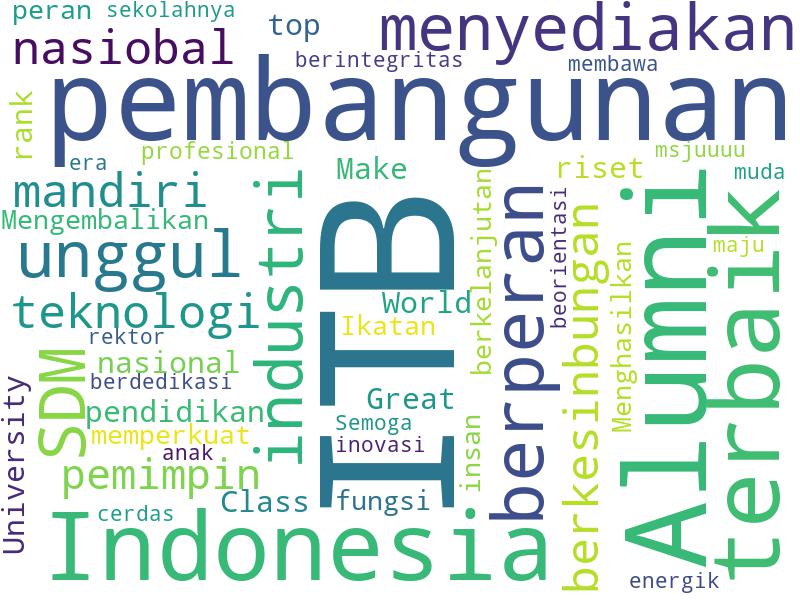 peran sekolahnya
top
menyediakan
nasiobal
berintegritas
membawa
pembangunan
rank
profesional
msjuuuu
era
Make
riset
muda
mandiri
Mengembalikan
industri
ITB
berkelanjutan
berperan
beorientasi
berkesinbungan
Menghasilkan
Alumni
terbaik
maju
unggul
teknologi
World
Ikatan
rektor
SDM
nasional
berdedikasi
Great
University
pendidikan
Semoga
memperkuat
inovasi
insan
anak
pemimpin
Class
fungsi
cerdas
Indonesia
energik